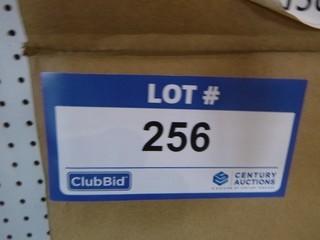 LOT #
256
ClubBid
CENTURY
AUCTIONS